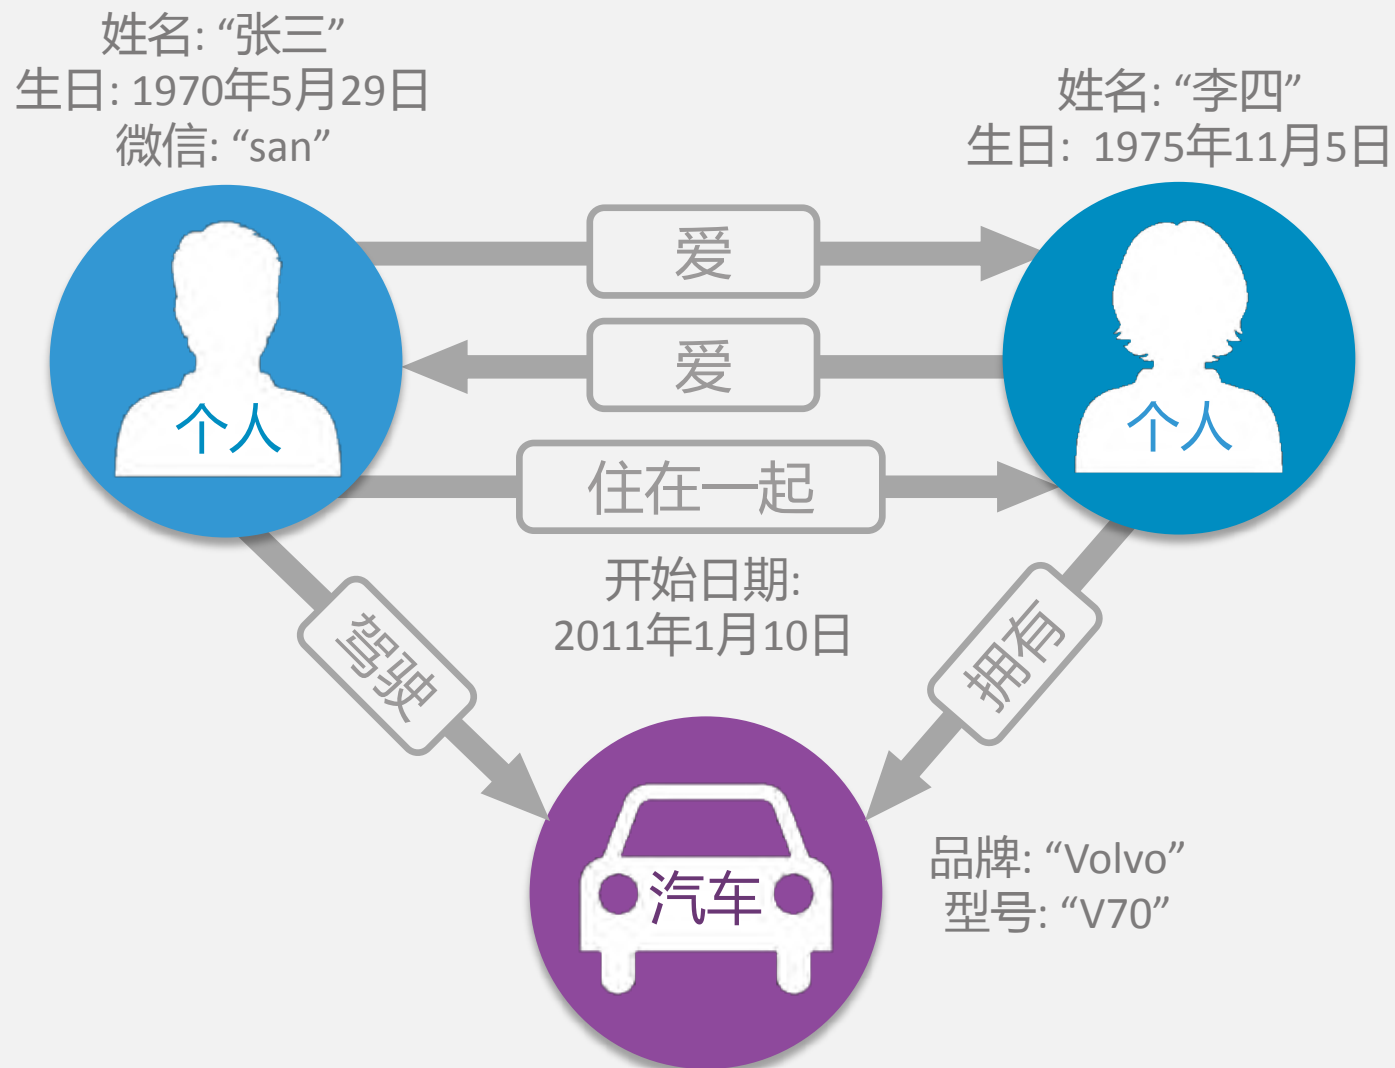 姓名: “张三”
生日: 1970年5月29日
微信: “san”
姓名: “李四”
生日: 1975年11月5日
爱
爱
个人
个人
住在一起
开始日期:
2011年1月10日
驾驶
拥有
汽车
品牌: “Volvo”
型号: “V70”